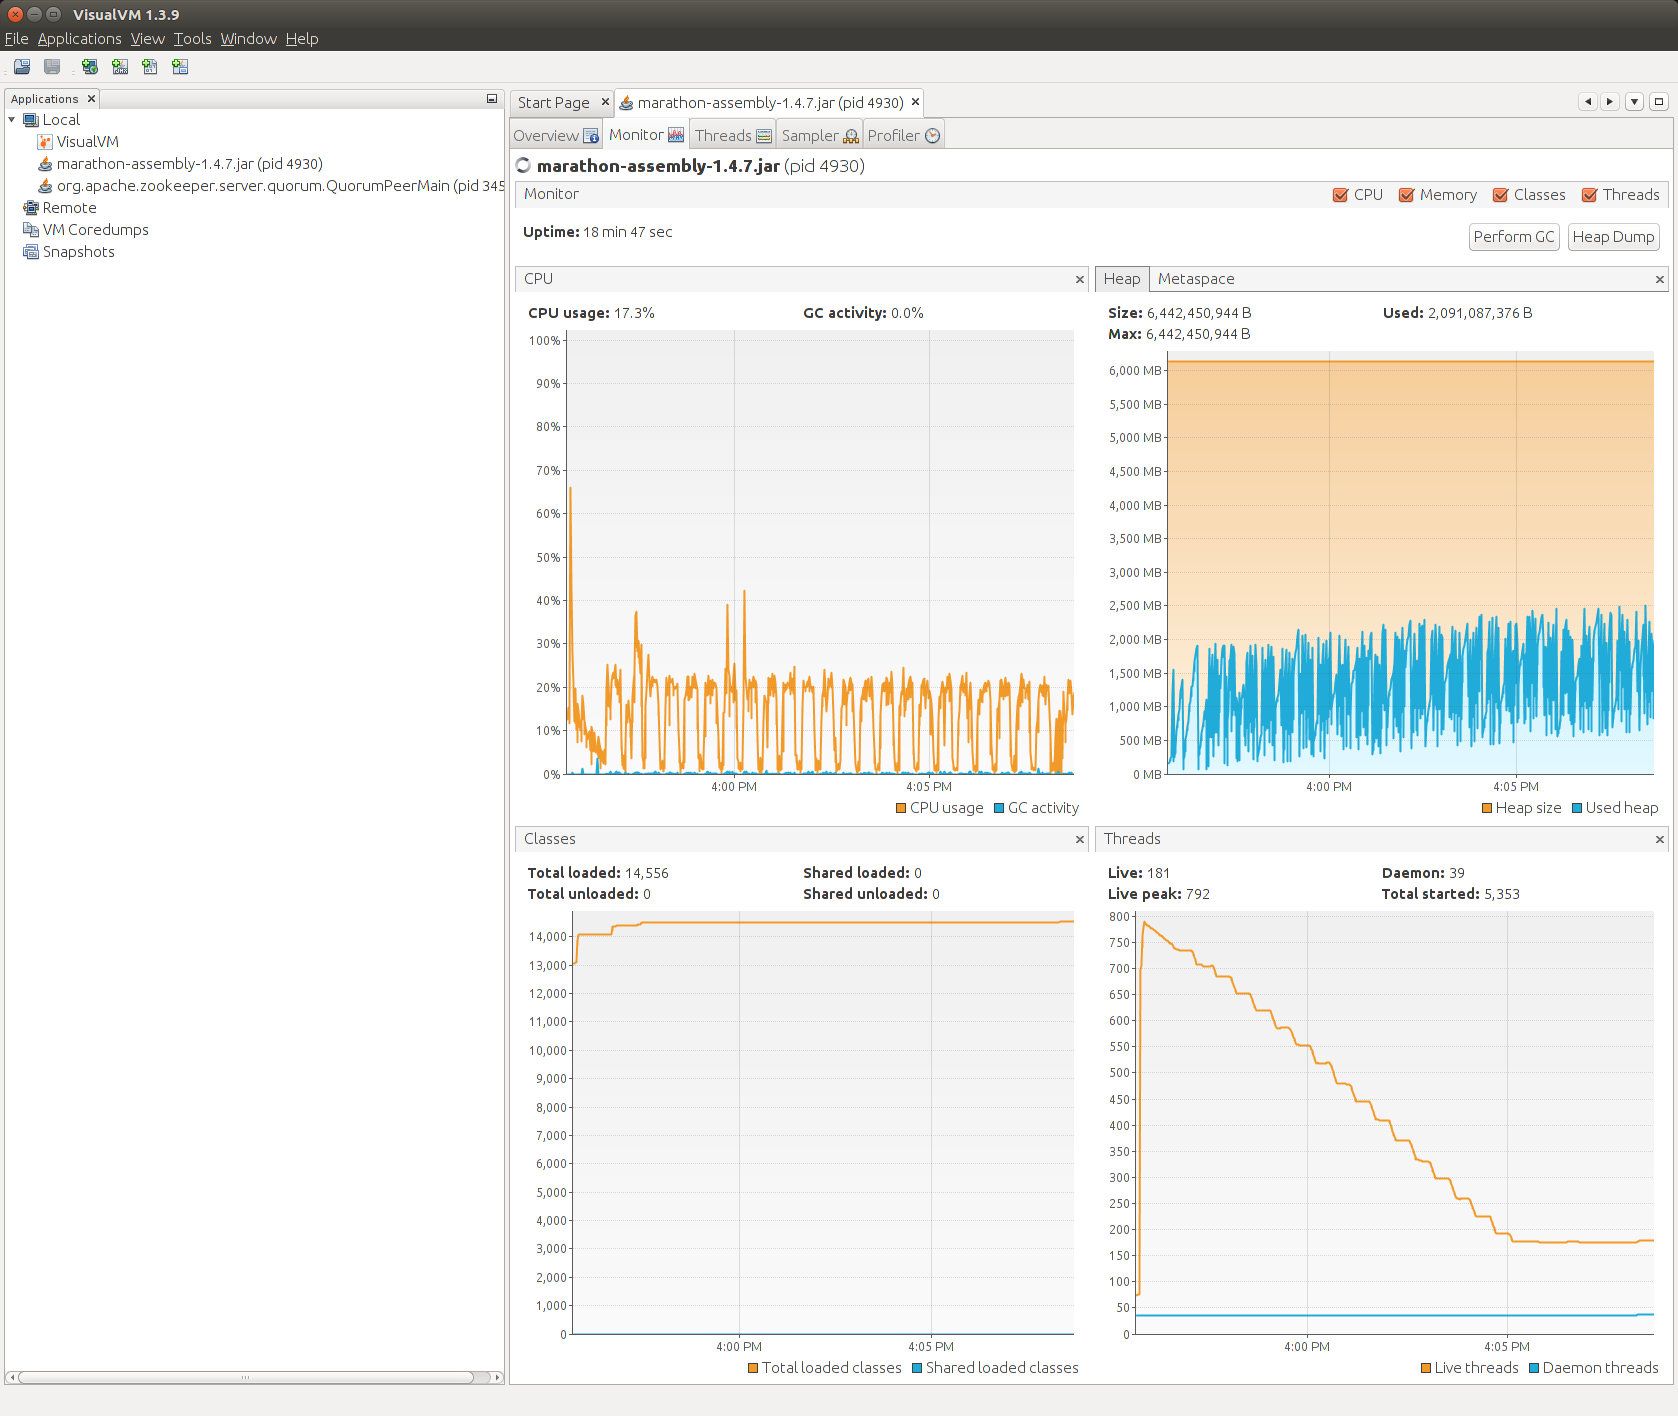 VisualVM 1.3.9
File Applications View Tools Window Help
Applications
Local
VisualVM
marathon-assembly-1.4.7.jar (pid 4930)
org.apache.zookeeper.server.quorum.QuorumPeerMain (pid 345
Remote
VM Coredumps
Snapshots
Start Page marathon-assembly-1.4.7.jar (pid 4930)
Overview Monitor Threads Sampler Profiler
marathon-assembly-1.4.7.jar (pid 4930)
Monitor CPU Memory Classes Threads
Uptime: 18 min 47 sec
Perform GC Heap Dump
CPU
CPU usage: 17.3% GC activity: 0.0%
100%
90%
80%
70%
60%
50%
40%
30%
20%
10%
0%
4:00 PM 4:05 PM
CPU usage GC activity
Heap Metaspace
Size: 6,442,450,944 B Used: 2,091,087,376 B
Max: 6,442,450,944 B
6,000 MB
5,500 MB
5,000 MB
4,500 MB
4,000 MB
3,500 MB
3,000 MB
2,500 MB
2,000 MB
1,500 MB
1,000 MB
500 MB
0 MB
4:00 PM 4:05 PM
Heap size Used heap
Classes
Total loaded: 14,556 Shared loaded: 0
Total unloaded: 0 Shared unloaded: 0
14,000
13,000
12,000
11,000
10,000
9,000
8,000
7,000
6,000
5,000
4,000
3,000
2,000
1,000
0
4:00 PM 4:05 PM
Total loaded classes Shared loaded classes
Threads
Live: 181 Daemon: 39
Live peak: 792 Total started: 5,353
800
750
700
650
600
550
500
450
400
350
300
250
200
150
100
50
0
4:00 PM 4:05 PM
Live threads Daemon threads